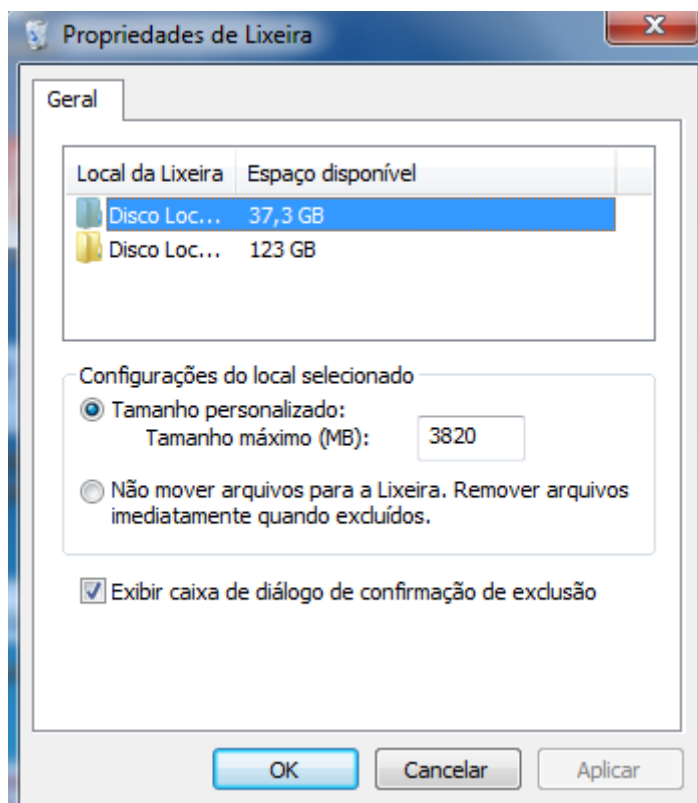 Propriedades de Lixeira
Geral
Local da Lixeira Espaço disponível
Disco Loc... 37,3 GB
Disco Loc... 123 GB
Configurações do local selecionado
Tamanho personalizado:
Tamanho máximo (MB): 3820
Não mover arquivos para a Lixeira. Remover arquivos
imediatamente quando excluídos.
Exibir caixa de diálogo de confirmação de exclusão
OK Cancelar Aplicar